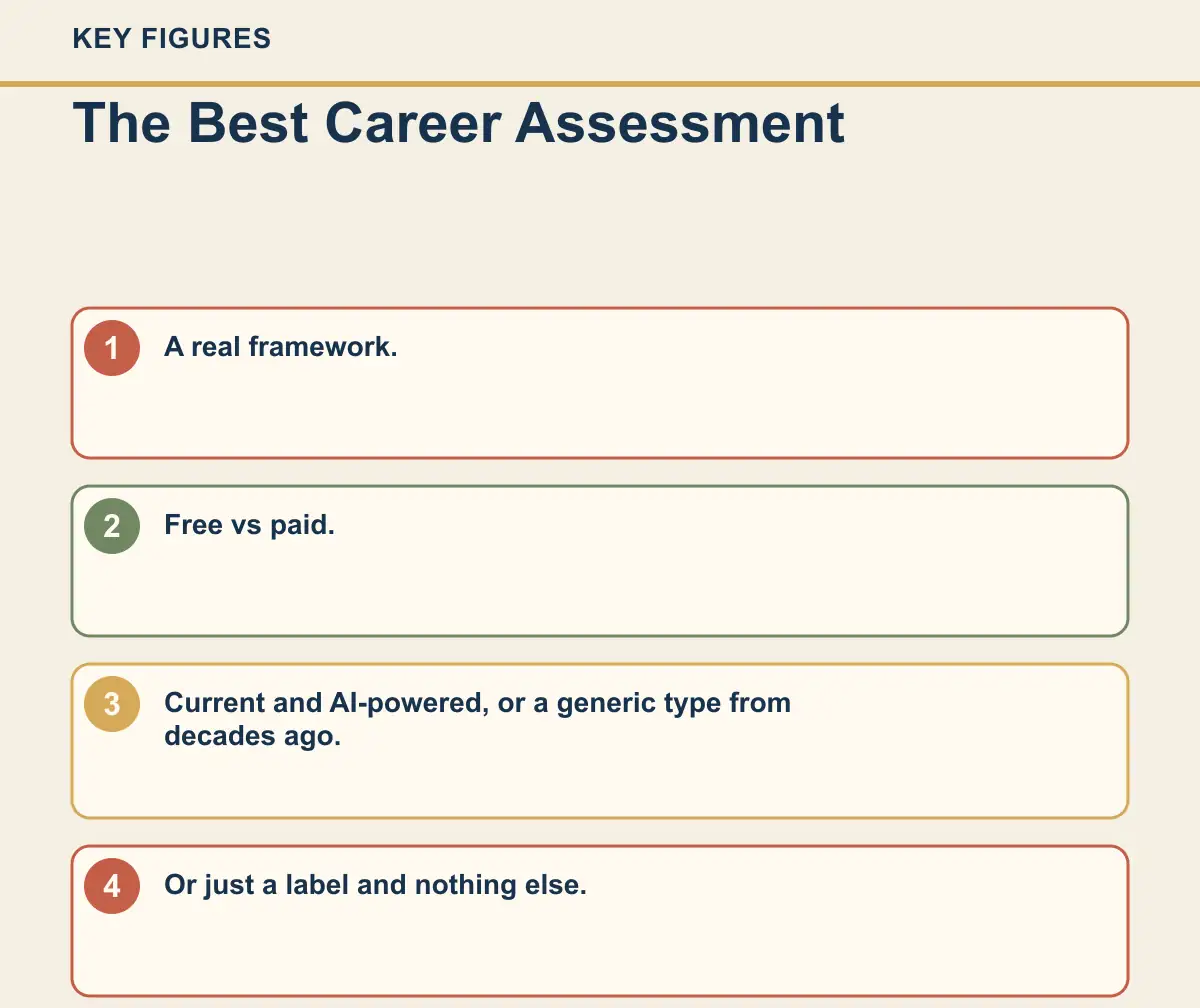 KEY FIGURES
The Best Career Assessment
1
A real framework.
2
Free vs paid.
3
Current and AI-powered, or a generic type from
decades ago.
4
Or just a label and nothing else.